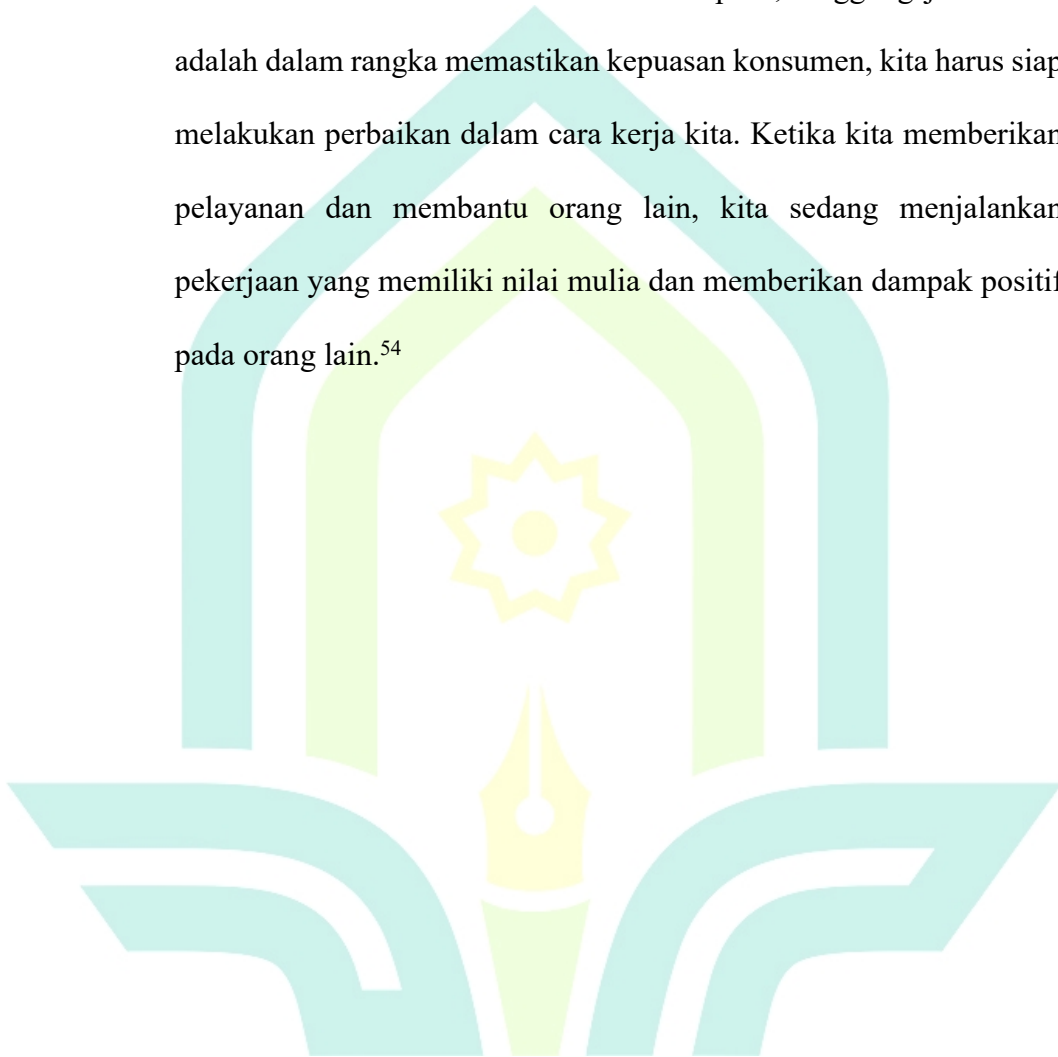 adalah dalam rangka memastikan kepuasan konsumen, kita harus siap
melakukan perbaikan dalam cara kerja kita. Ketika kita memberikan
pelayanan dan membantu orang lain, kita sedang menjalankan
pekerjaan yang memiliki nilai mulia dan memberikan dampak positif
pada orang lain.54